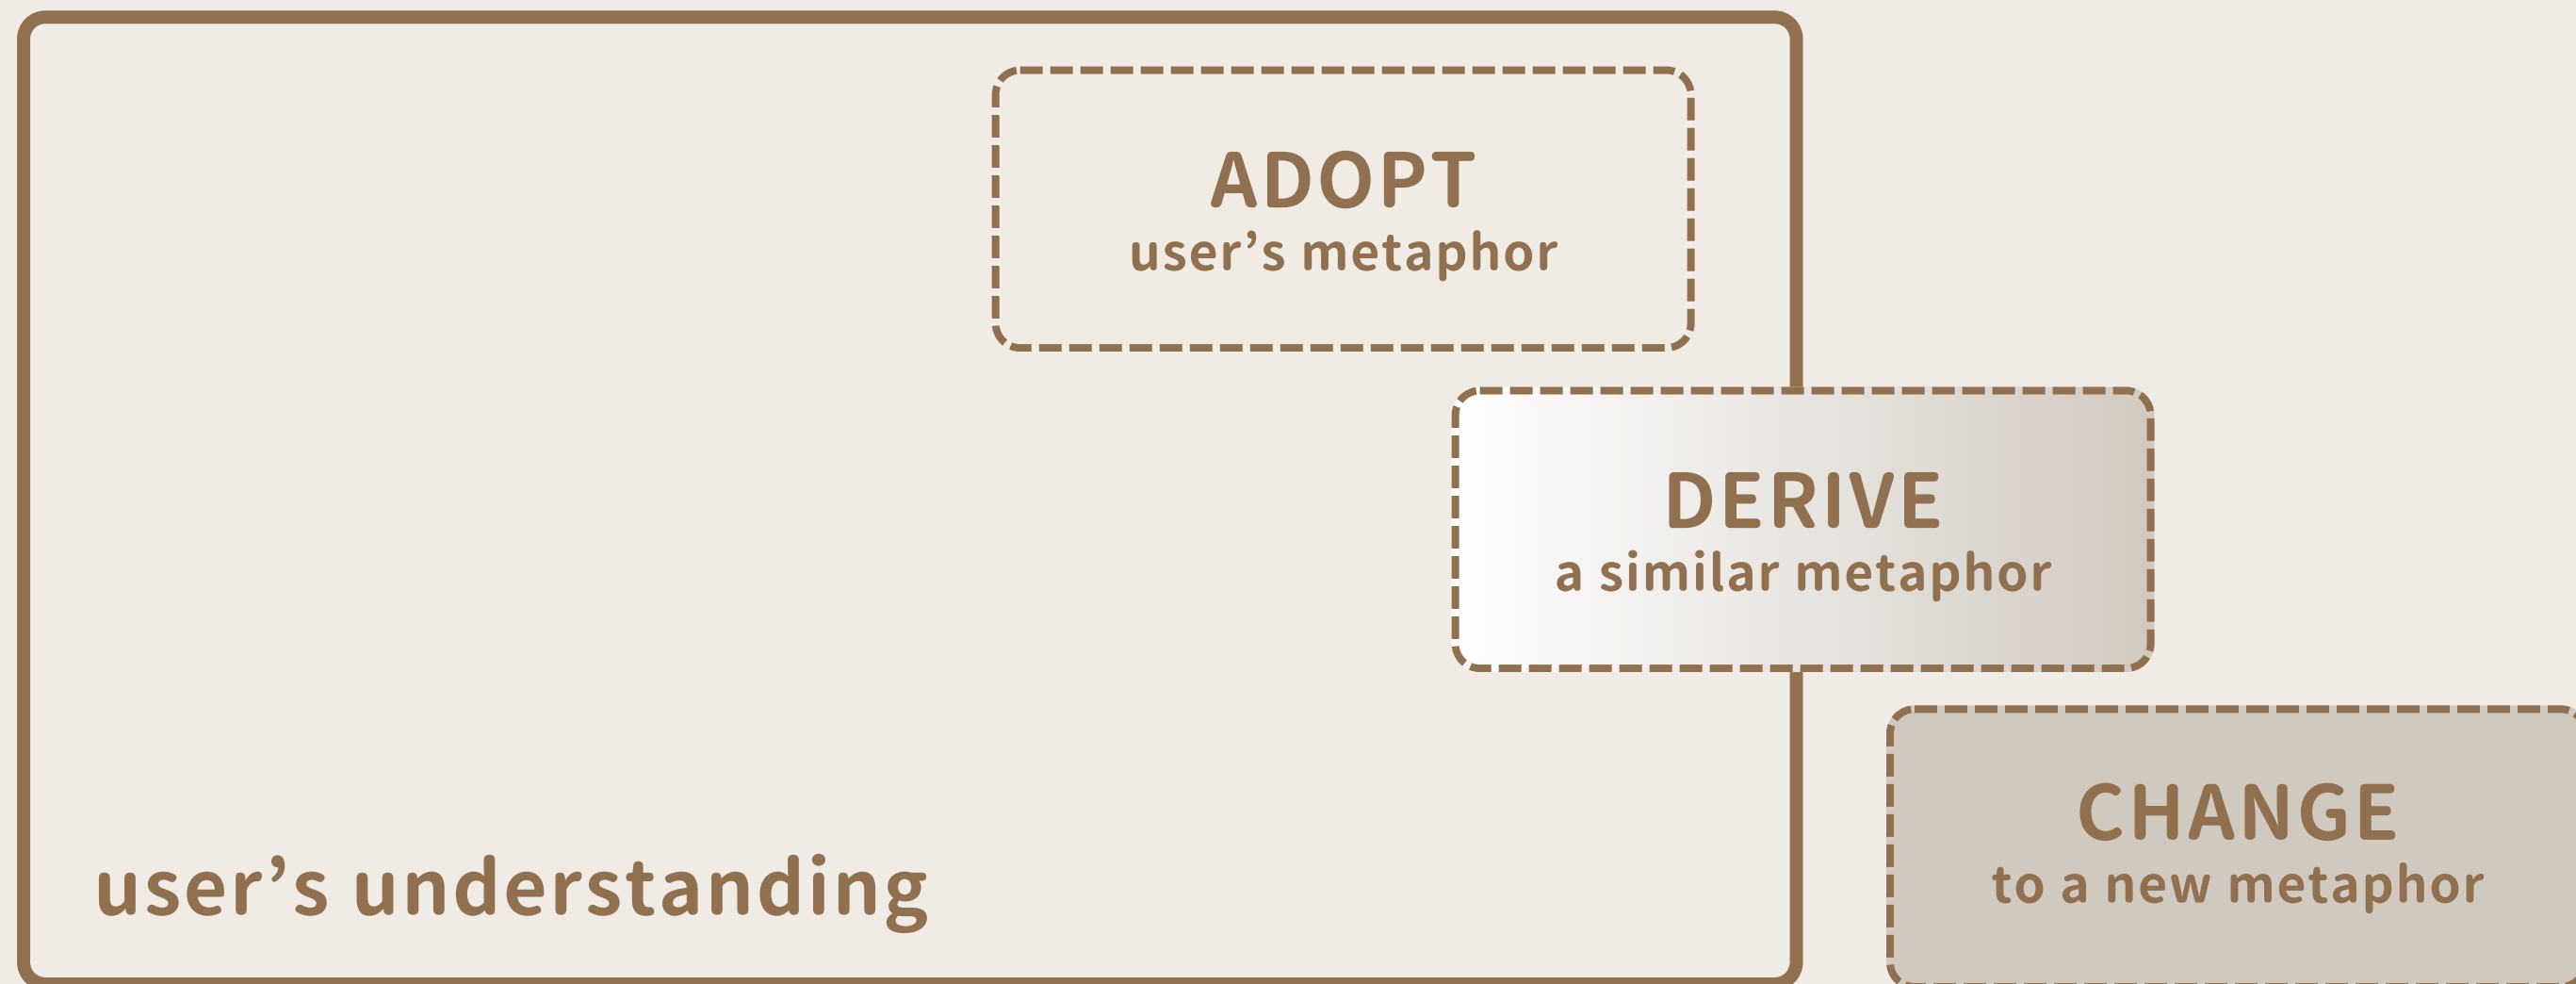 ADOPT
user’s metaphor
DERIVE
a similar metaphor
CHANGE
to a new metaphor
user’s understanding